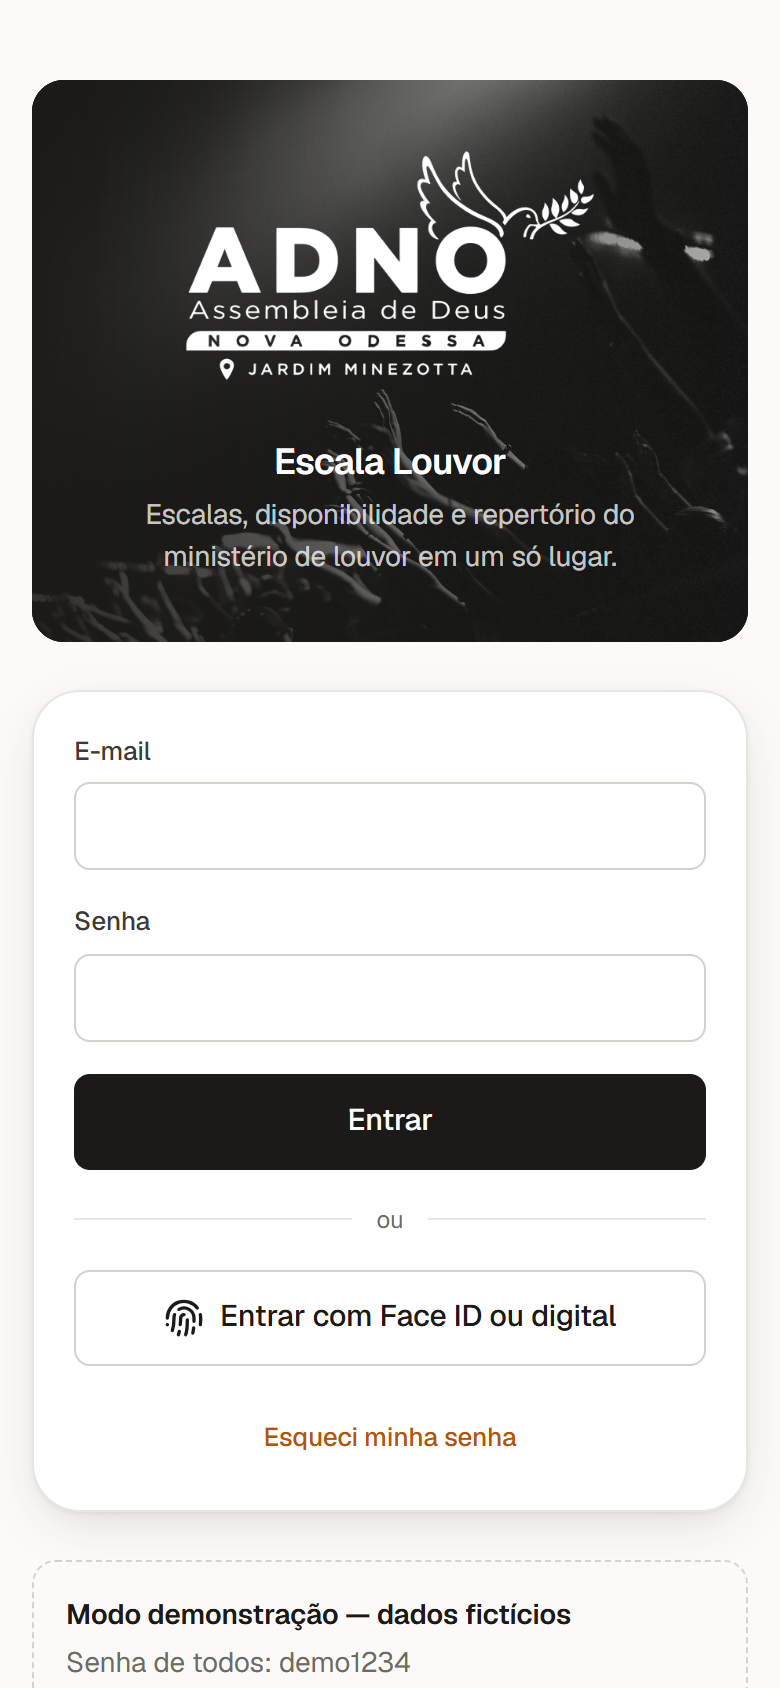 ADNO
Assembleia de Deus
NOVA ODESSA
JARDIM MINEZOTTA
Escala Louvor
Escalas, disponibilidade e repertório do
ministério de louvor em um só lugar.
E-mail
Senha
Entrar
ou
Entrar com Face ID ou digital
Esqueci minha senha
Modo demonstração — dados fictícios
Senha de todos: demo1234